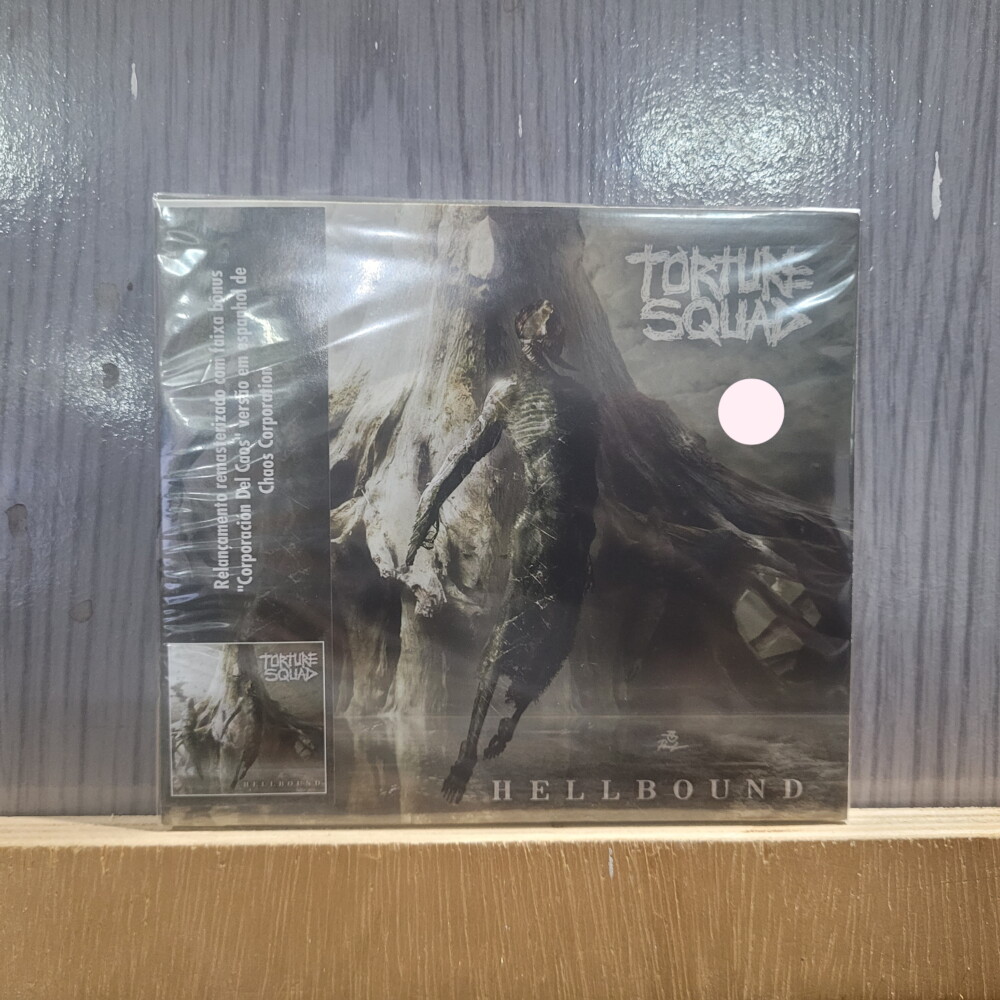 Relançamento remasterizado com faixa bônus
"Corporación Del Caos" versão em espanhol de
Chaos Corporation
TORTURE
SQUAD
HELLBOUND
TORTURE
SQUAD
HELLBOUND